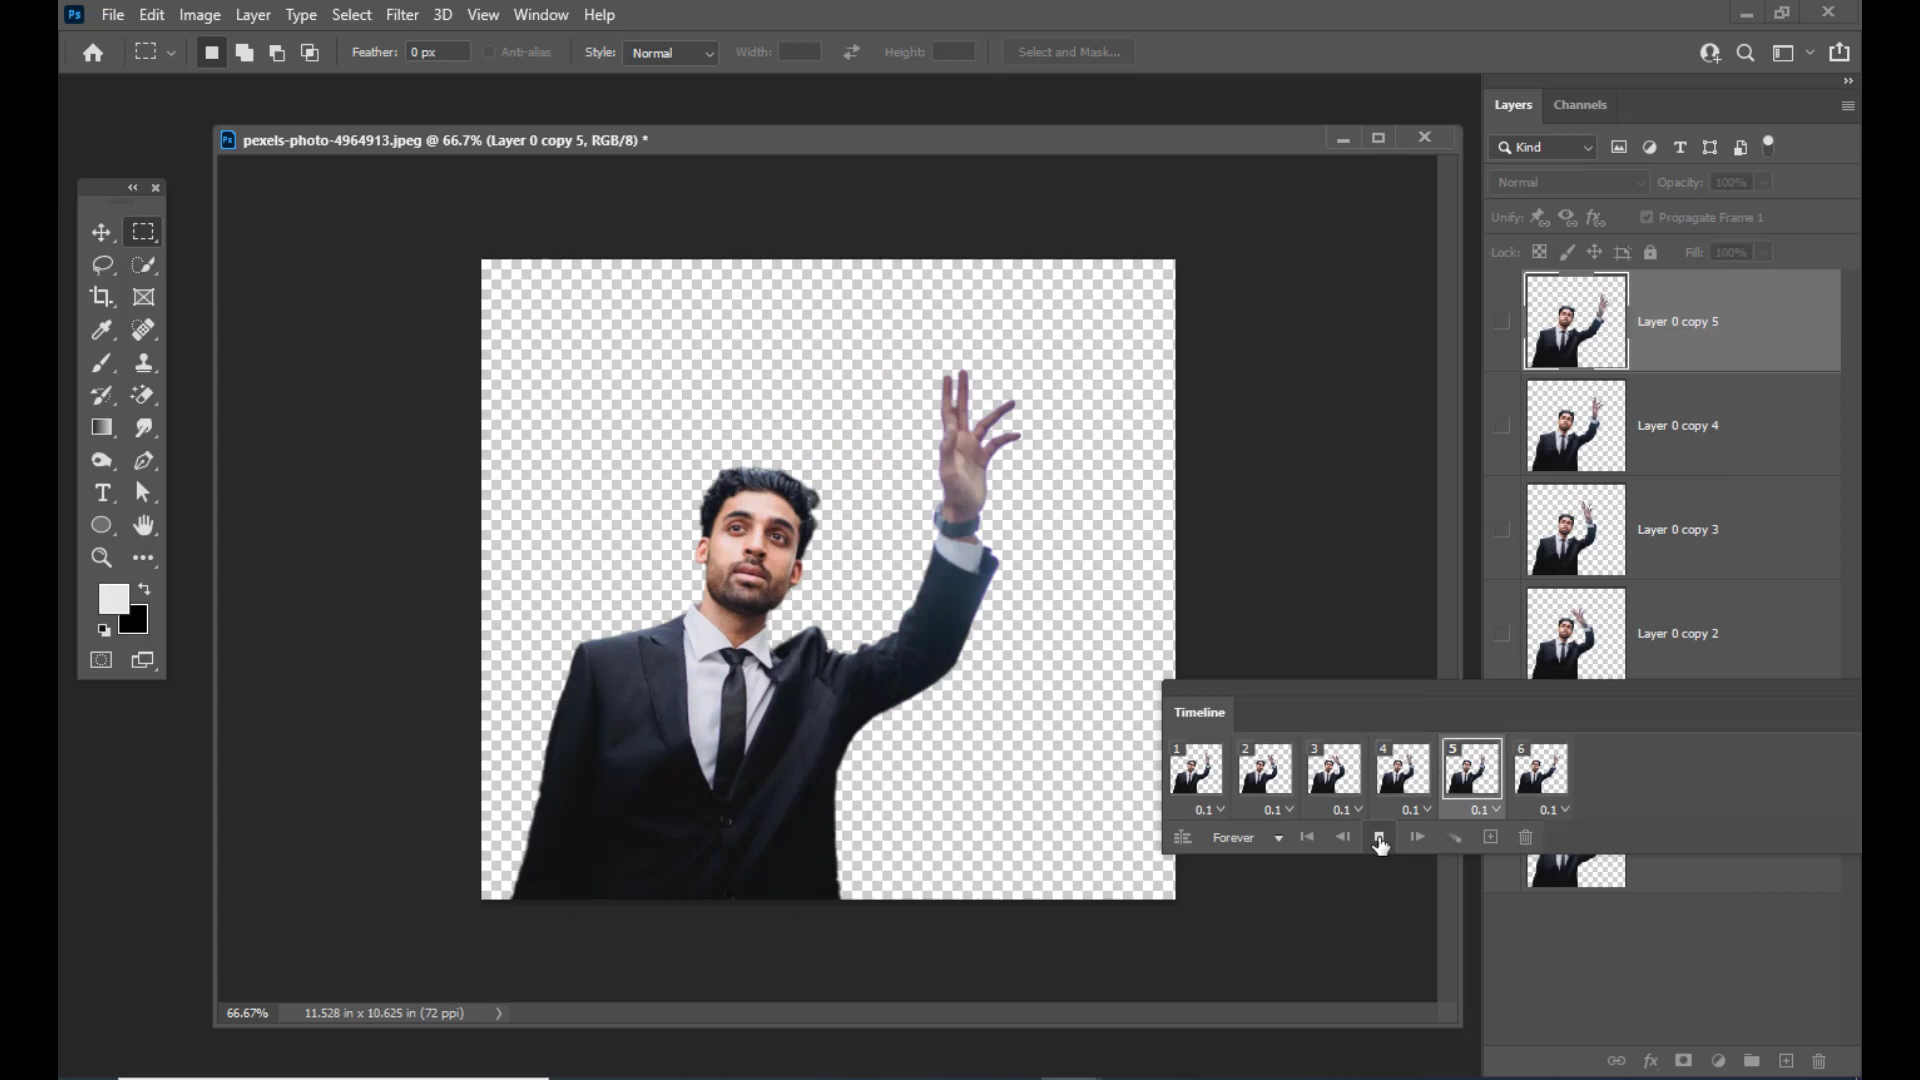 Ps File Edit Image Layer Type Select Filter 3D View Window Help
Feather: 0 px Anti-alias Style: Normal Width: Height: Select and Mask...
Layers Channels
Ps pexels-photo-4964913.jpeg @ 66.7% (Layer 0 copy 5, RGB/8) *
Kind
Normal Opacity: 100%
Unify: Propagate Frame 1
Lock: Fill: 100%
Layer 0 copy 5
Layer 0 copy 4
Layer 0 copy 3
Layer 0 copy 2
Timeline
1 2 3 4 5 6
0.1 0.1 0.1 0.1 0.1 0.1
Forever
66.67% 11.528 in x 10.625 in (72 ppi)